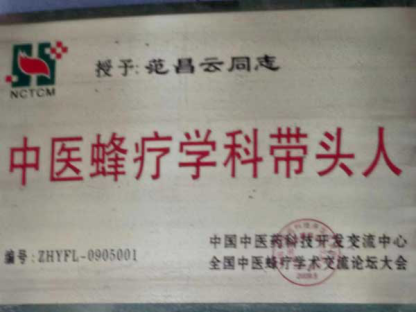 NCTCM
授予:范昌云同志
中医蜂疗学科带头人
编号:ZHYFL-0905001
中国中医药科技开发交流中心
全国中医蜂疗学术交流论坛大会